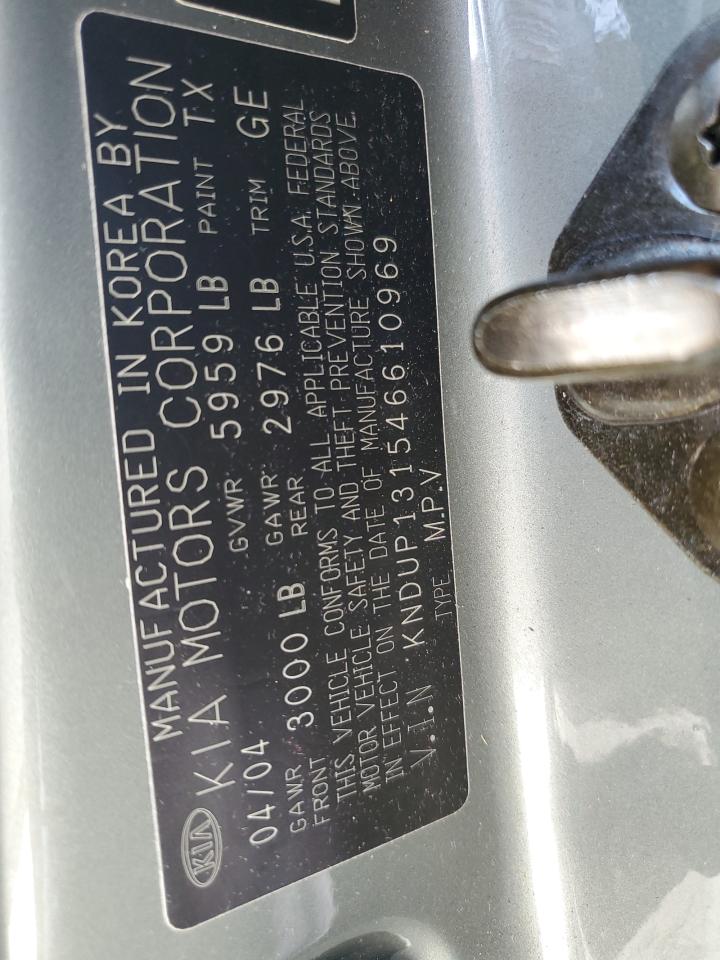 MANUFACTURED IN KOREA BY
KIA KIA MOTORS CORPORATION
04/04 GVWR 5959 LB PAINT TX
GAWR FRONT 3000 LB GAWR REAR 2976 LB TRIM GE
THIS VEHICLE CONFORMS TO ALL APPLICABLE U.S.A. FEDERAL
MOTOR VEHICLE SAFETY AND THEFT PREVENTION STANDARDS
IN EFFECT ON THE DATE OF MANUFACTURE SHOWN ABOVE.
V.I.N KNDUP131546610969
TYPE M.P.V